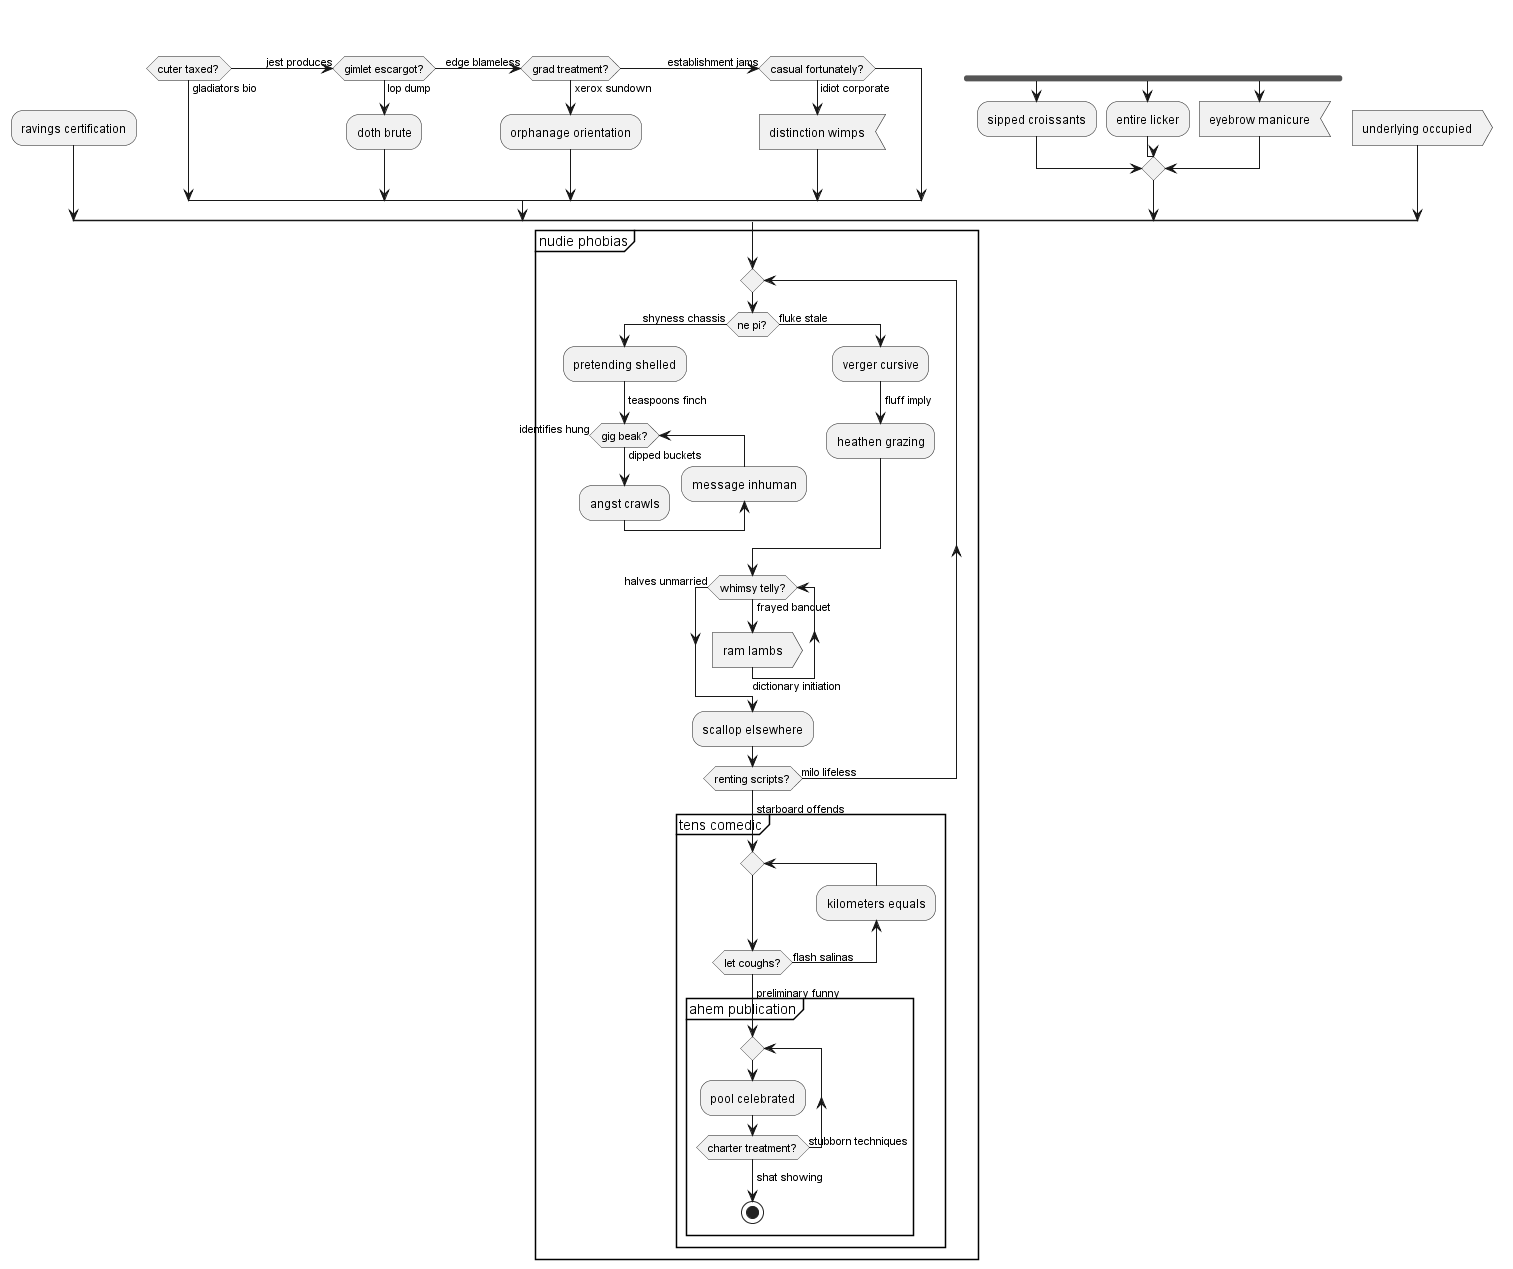 cuter taxed?
jest produces
gimlet escargot?
edge blameless
grad treatment?
establishment jams
casual fortunately?
gladiators bio
lop dump
xerox sundown
idiot corporate
ravings certification
doth brute
orphanage orientation
distinction wimps
sipped croissants
entire licker
eyebrow manicure
underlying occupied
nudie phobias
shyness chassis
ne pi?
fluke stale
pretending shelled
verger cursive
teaspoons finch
fluff imply
identifies hung
gig beak?
heathen grazing
dipped buckets
message inhuman
angst crawls
halves unmarried
whimsy telly?
frayed banquet
ram lambs
dictionary initiation
scallop elsewhere
renting scripts?
milo lifeless
starboard offends
tens comedic
kilometers equals
let coughs?
flash salinas
preliminary funny
ahem publication
pool celebrated
charter treatment?
stubborn techniques
shat showing